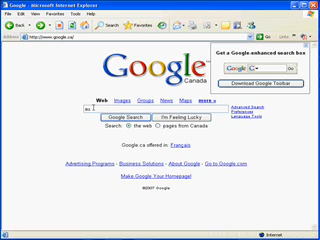 Google - Microsoft Internet Explorer
File Edit View Favorites Tools Help
Back Search Favorites
Address http://www.google.ca/ Go Links
Google
Canada
Get a Google-enhanced search box
Google
Download Google Toolbar
Web Images Groups News Maps more »
Advanced Search
Preferences
Language Tools
Google Search I'm Feeling Lucky
Search: the web pages from Canada
Google.ca offered in: Français
Advertising Programs - Business Solutions - About Google - Go to Google.com
Make Google Your Homepage!
©2007 Google
Internet